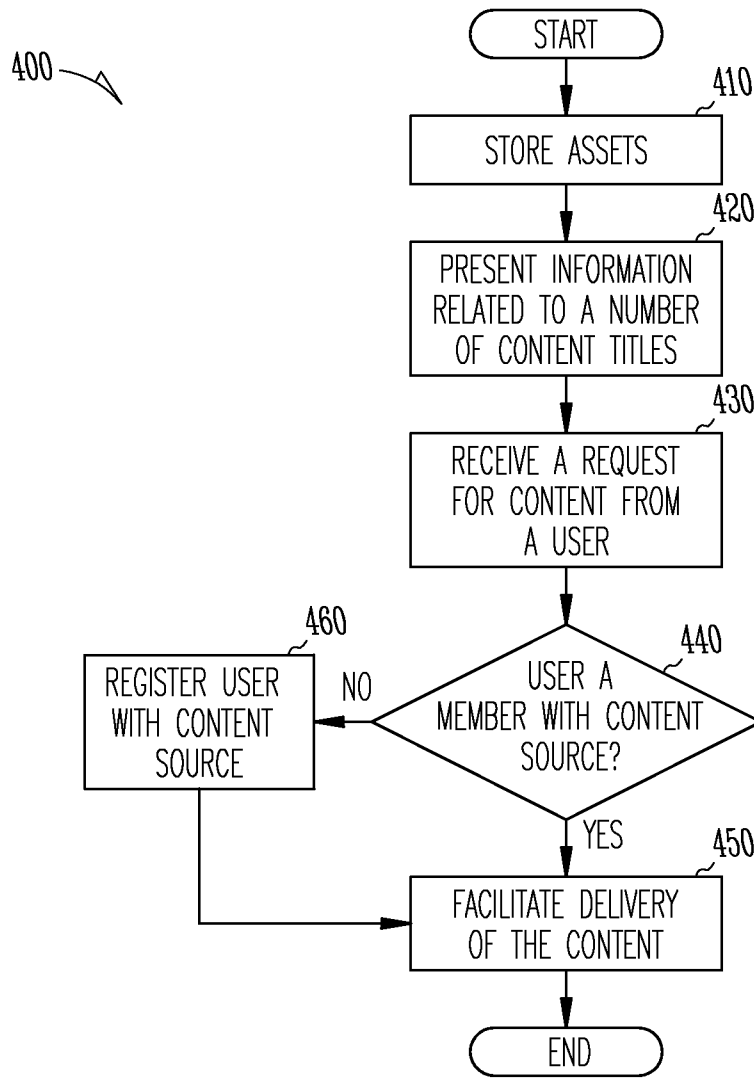 START
400
410
STORE ASSETS
420
PRESENT INFORMATION
RELATED TO A NUMBER
OF CONTENT TITLES
430
RECEIVE A REQUEST
FOR CONTENT FROM
A USER
440
USER A
MEMBER WITH CONTENT
SOURCE?
NO
460
REGISTER USER
WITH CONTENT
SOURCE
YES
450
FACILITATE DELIVERY
OF THE CONTENT
END